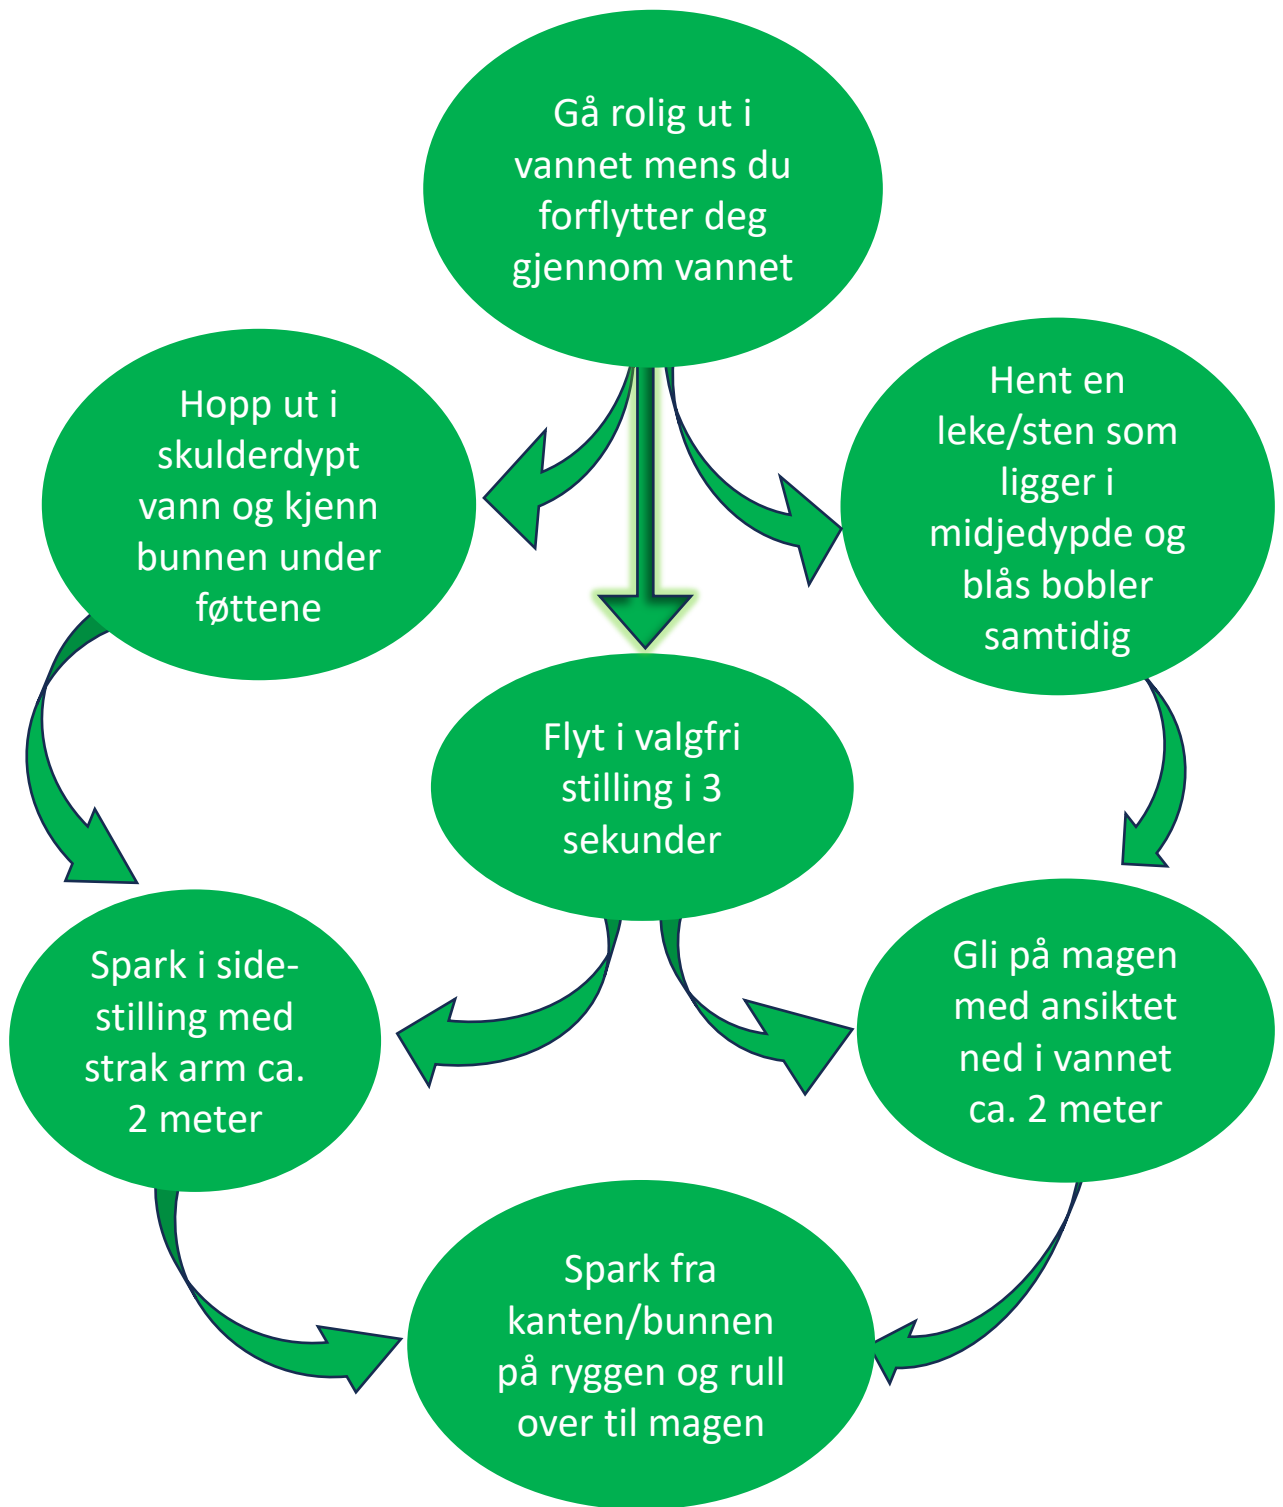 Gå rolig ut i
vannet mens du
forflytter deg
gjennom vannet
Hopp ut i
skulderdypt
vann og kjenn
bunnen under
føttene
Hent en
leke/sten som
ligger i
midjedypde og
blås bobler
samtidig
Flyt i valgfri
stilling i 3
sekunder
Spark i side-
stilling med
strak arm ca.
2 meter
Gli på magen
med ansiktet
ned i vannet
ca. 2 meter
Spark fra
kanten/bunnen
på ryggen og rull
over til magen